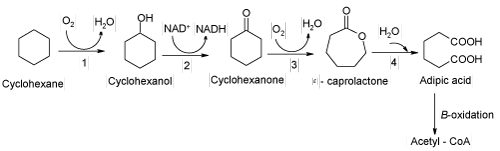 O₂ H₂O OH NAD⁺ NADH O O₂ H₂O O O H₂O COOH
COOH
1 2 3 4
Cyclohexane Cyclohexanol Cyclohexanone ε - caprolactone Adipic acid
B-oxidation
Acetyl - CoA